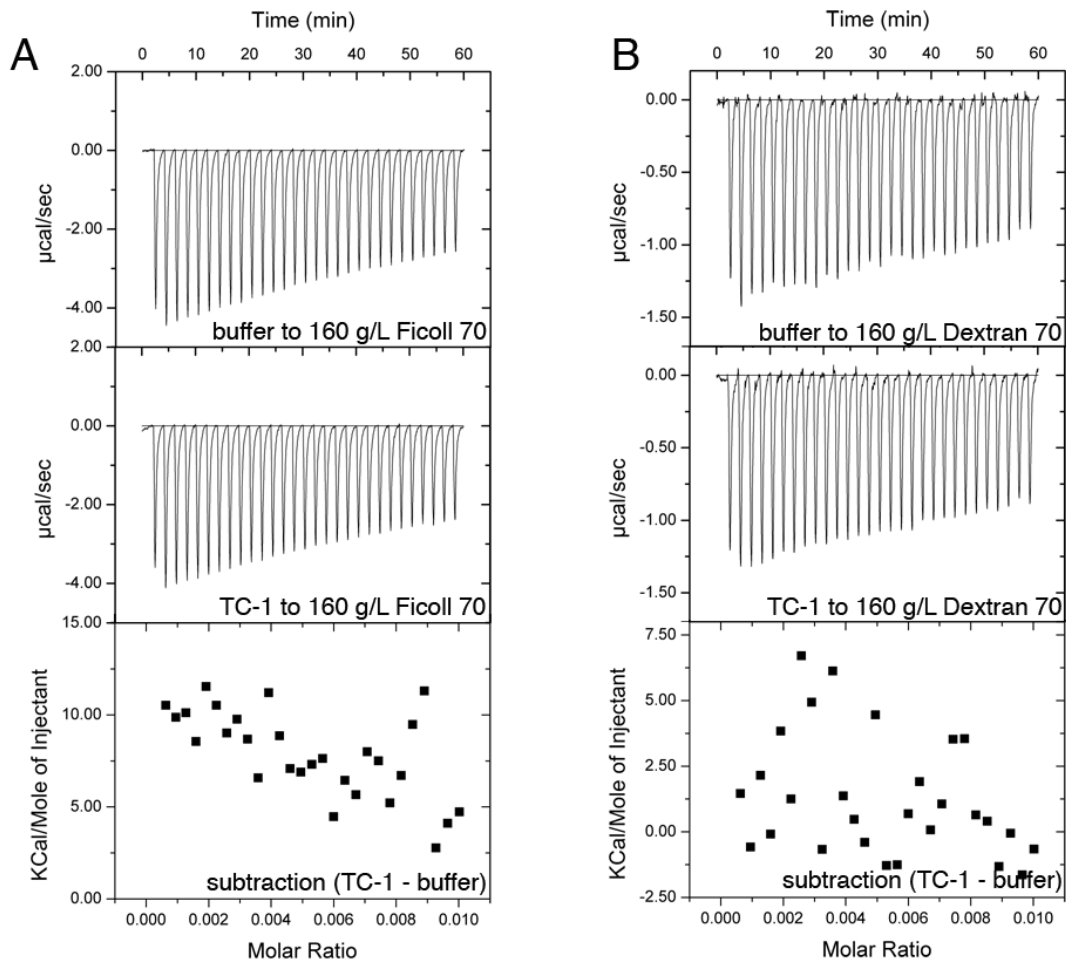 A
Time (min)
0 10 20 30 40 50 60
2.00
0.00
-2.00
-4.00
µcal/sec
buffer to 160 g/L Ficoll 70
2.00
0.00
-2.00
-4.00
µcal/sec
TC-1 to 160 g/L Ficoll 70
15.00
10.00
5.00
0.00
KCal/Mole of Injectant
subtraction (TC-1 - buffer)
0.000 0.002 0.004 0.006 0.008 0.010
Molar Ratio
B
Time (min)
0 10 20 30 40 50 60
0.00
-0.50
-1.00
-1.50
µcal/sec
buffer to 160 g/L Dextran 70
0.00
-0.50
-1.00
-1.50
µcal/sec
TC-1 to 160 g/L Dextran 70
7.50
5.00
2.50
0.00
-2.50
KCal/Mole of Injectant
subtraction (TC-1 - buffer)
0.000 0.002 0.004 0.006 0.008 0.010
Molar Ratio